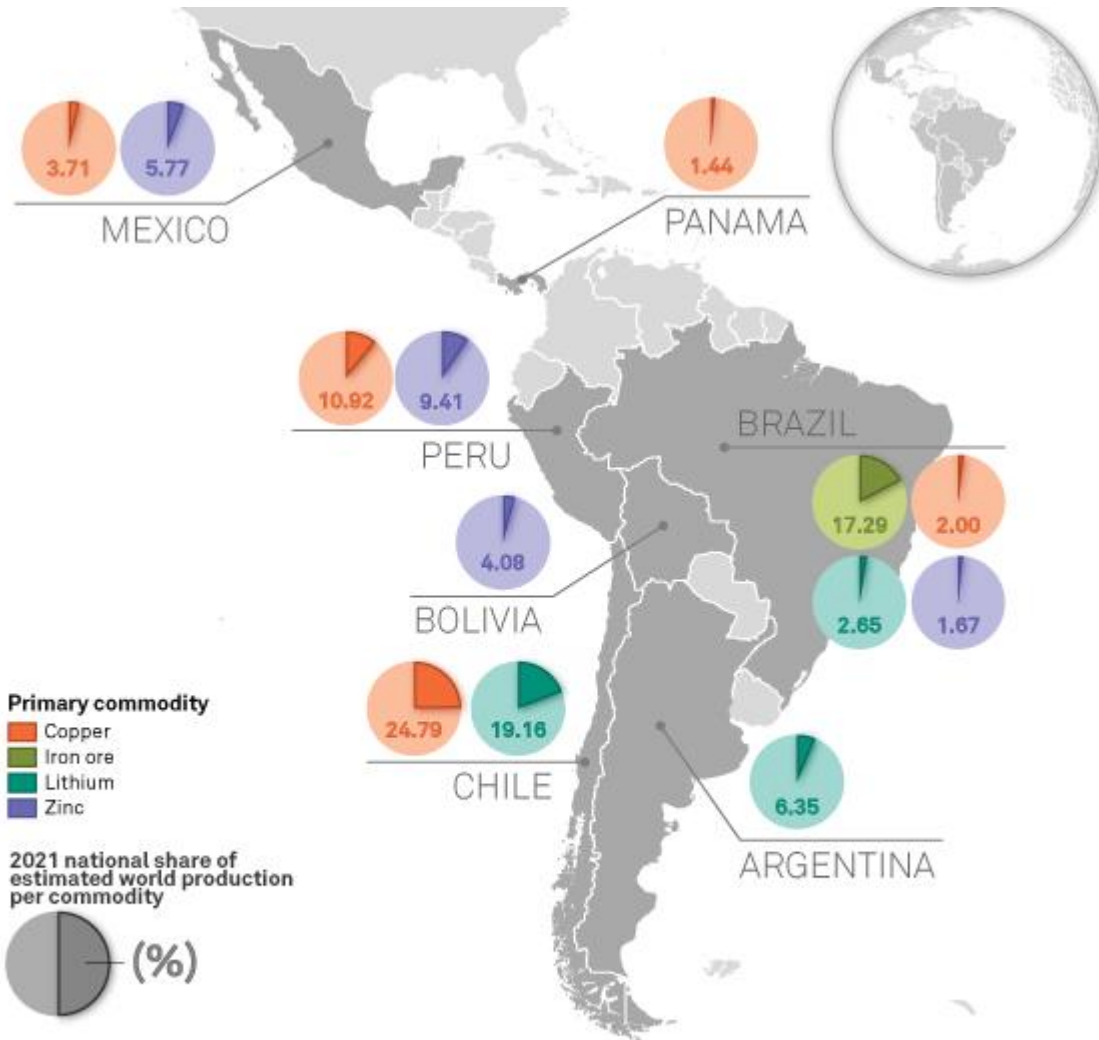 3.71 5.77
MEXICO
1.44
PANAMA
10.92 9.41
PERU
BRAZIL
17.29 2.00
2.65 1.67
4.08
BOLIVIA
24.79 19.16
CHILE
6.35
ARGENTINA
Primary commodity
Copper
Iron ore
Lithium
Zinc
2021 national share of
estimated world production
per commodity
(%)